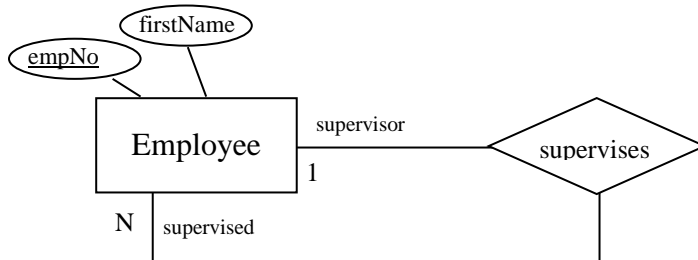 firstName
empNo
supervisor
Employee
supervises
1
N
supervised